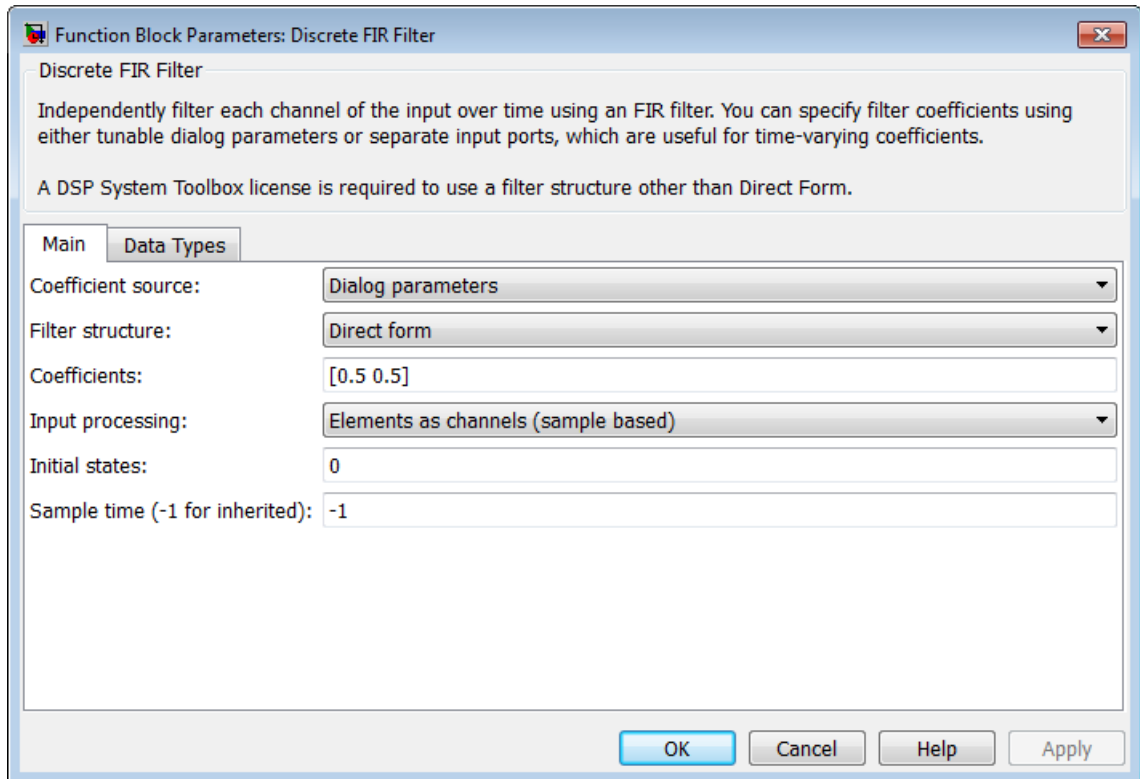 Function Block Parameters: Discrete FIR Filter
Discrete FIR Filter
Independently filter each channel of the input over time using an FIR filter. You can specify filter coefficients using
either tunable dialog parameters or separate input ports, which are useful for time-varying coefficients.
A DSP System Toolbox license is required to use a filter structure other than Direct Form.
Main Data Types
Coefficient source: Dialog parameters
Filter structure: Direct form
Coefficients: [0.5 0.5]
Input processing: Elements as channels (sample based)
Initial states: 0
Sample time (-1 for inherited): -1
OK Cancel Help Apply